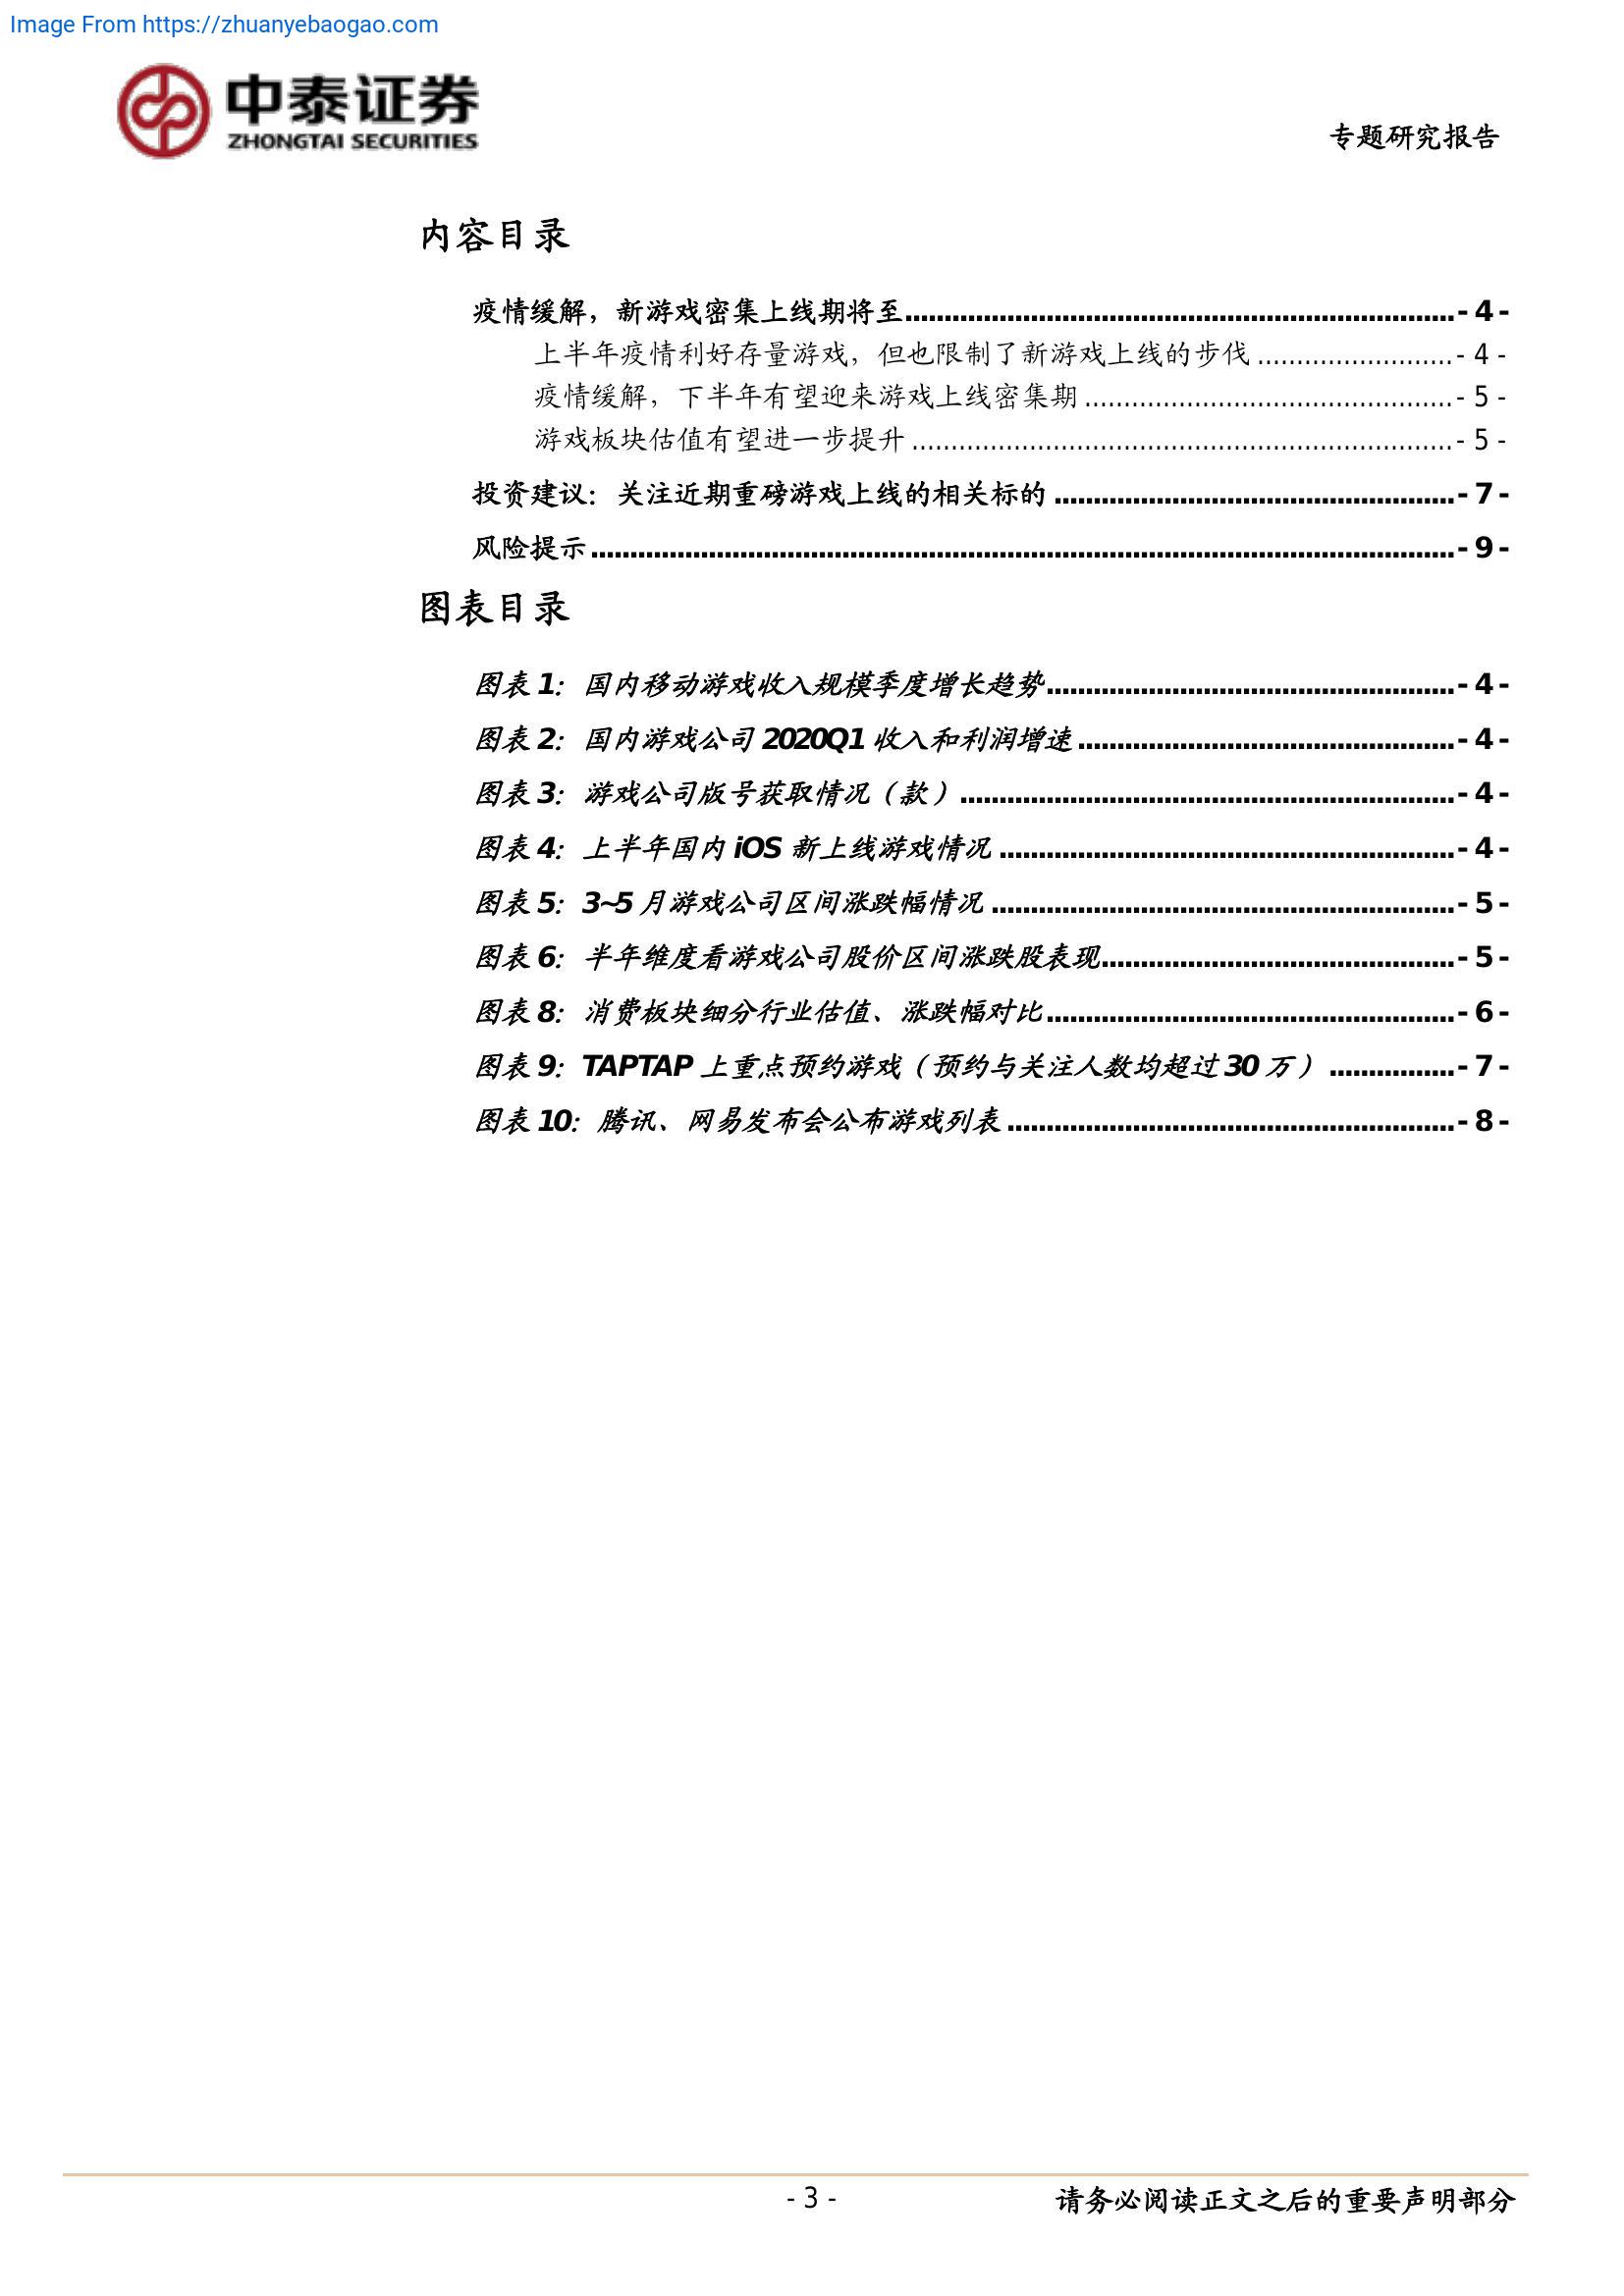 Image From https://zhuanyebaogao.com
中泰证券
ZHONGTAI SECURITIES
专题研究报告
内容目录
疫情缓解，新游戏密集上线期将至.....................................................................- 4 -
上半年疫情利好存量游戏，但也限制了新游戏上线的步伐.........................- 4 -
疫情缓解，下半年有望迎来游戏上线密集期...............................................- 5 -
游戏板块估值有望进一步提升.....................................................................- 5 -
投资建议：关注近期重磅游戏上线的相关标的...................................................- 7 -
风险提示..............................................................................................................- 9 -
图表目录
图表 1：国内移动游戏收入规模季度增长趋势....................................................- 4 -
图表 2：国内游戏公司 2020Q1 收入和利润增速................................................- 4 -
图表 3：游戏公司版号获取情况（款）...............................................................- 4 -
图表 4：上半年国内 iOS 新上线游戏情况..........................................................- 4 -
图表 5：3~5 月游戏公司区间涨跌幅情况...........................................................- 5 -
图表 6：半年维度看游戏公司股价区间涨跌股表现.............................................- 5 -
图表 8：消费板块细分行业估值、涨跌幅对比....................................................- 6 -
图表 9：TAPTAP 上重点预约游戏（预约与关注人数均超过 30 万）................- 7 -
图表 10：腾讯、网易发布会公布游戏列表.........................................................- 8 -
- 3 -
请务必阅读正文之后的重要声明部分